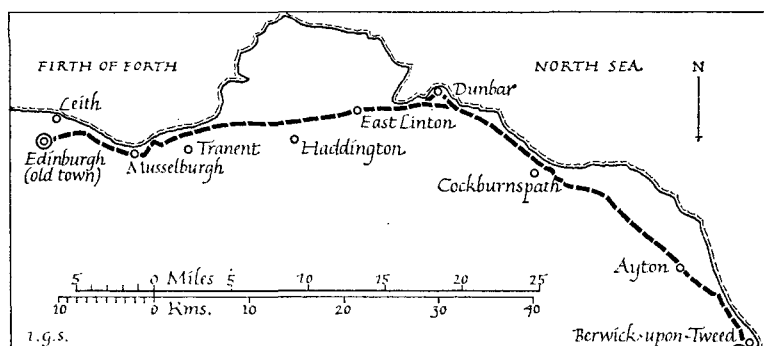 FIRTH OF FORTH
NORTH SEA
N
Leith
Dunbar
East Linton
Edinburgh
(old town)
Musselburgh
Tranent
Haddington
Cockburnspath
Ayton
5 0 Miles 5 10 15 20 25
10 0 Kms. 10 20 30 40
Berwick-upon-Tweed
i.g.s.